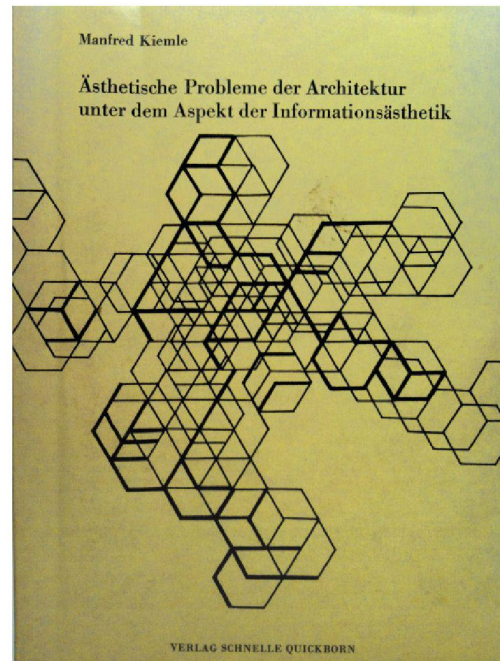 Manfred Kiemle
Ästhetische Probleme der Architektur
unter dem Aspekt der Informationsästhetik
VERLAG SCHNELLE QUICKBORN